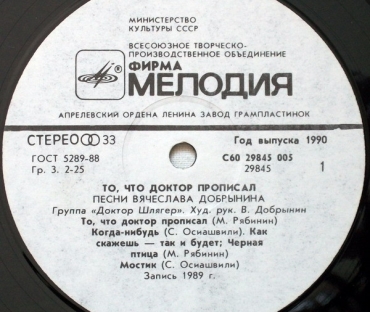 МИНИСТЕРСТВО
КУЛЬТУРЫ СССР
ВСЕСОЮЗНОЕ ТВОРЧЕСКО-
ПРОИЗВОДСТВЕННОЕ ОБЪЕДИНЕНИЕ
ФИРМА
МЕЛОДИЯ
АПРЕЛЕВСКИЙ ОРДЕНА ЛЕНИНА ЗАВОД ГРАМПЛАСТИНОК
СТЕРЕО 33
Год выпуска 1990
ГОСТ 5289-88
С60 29845 005
Гр. 3. 2-25
29845
1
ТО, ЧТО ДОКТОР ПРОПИСАЛ
ПЕСНИ ВЯЧЕСЛАВА ДОБРЫНИНА
Группа «Доктор Шлягер». Худ. рук. В. Добрынин
То, что доктор прописал (М. Рябинин)
Когда-нибудь (С. Осиашвили). Как
скажешь — так и будет; Черная
птица (М. Рябинин)
Мостик (С. Осиашвили)
Запись 1989 г.